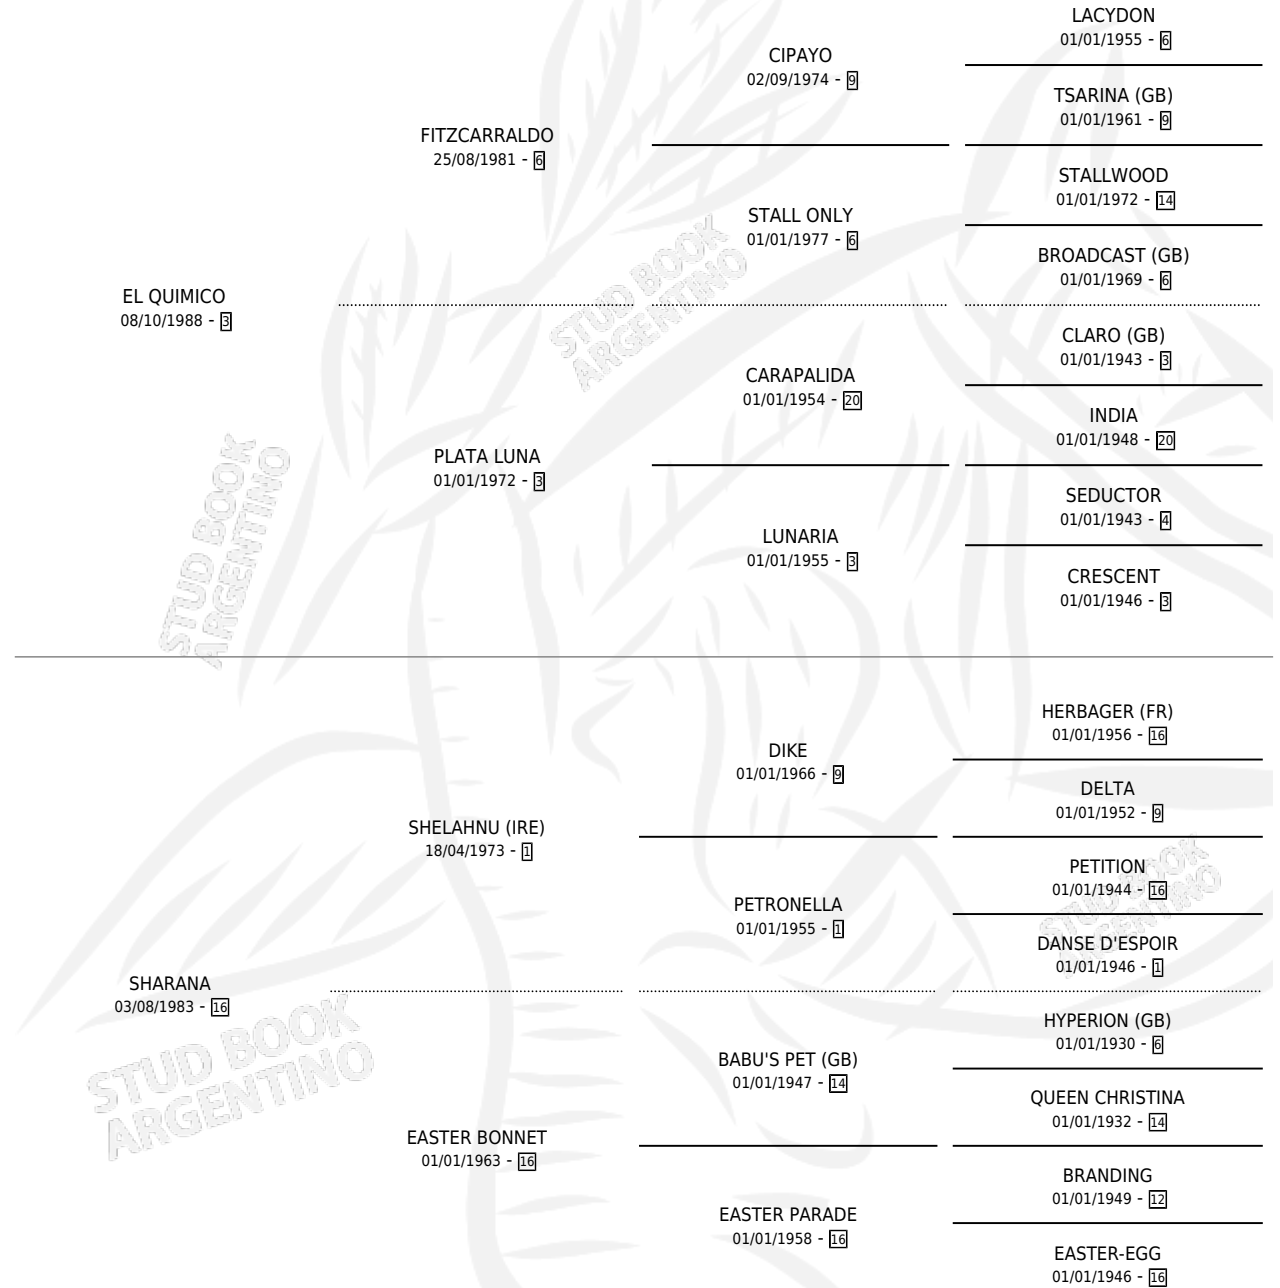 LACYDON
01/01/1955 - 6
CIPAYO
02/09/1974 - 9
TSARINA (GB)
01/01/1961 - 9
FITZCARRALDO
25/08/1981 - 6
STALLWOOD
01/01/1972 - 14
STALL ONLY
01/01/1977 - 6
BROADCAST (GB)
01/01/1969 - 6
EL QUIMICO
08/10/1988 - 3
STUD BOOK
ARGENTINO
CLARO (GB)
01/01/1943 - 3
CARAPALIDA
01/01/1954 - 20
INDIA
01/01/1948 - 20
PLATA LUNA
01/01/1972 - 3
SEDUCTOR
01/01/1943 - 4
LUNARIA
01/01/1955 - 3
CRESCENT
01/01/1946 - 3
STUD BOOK
ARGENTINO
HERBAGER (FR)
01/01/1956 - 16
DIKE
01/01/1966 - 9
DELTA
01/01/1952 - 9
SHELAHNU (IRE)
18/04/1973 - 1
PETITION
01/01/1944 - 16
PETRONELLA
01/01/1955 - 1
STUD BOOK
ARGENTINO
DANSE D'ESPOIR
01/01/1946 - 1
SHARANA
03/08/1983 - 16
HYPERION (GB)
01/01/1930 - 6
BABU'S PET (GB)
01/01/1947 - 14
STUD BOOK
ARGENTINO
QUEEN CHRISTINA
01/01/1932 - 14
EASTER BONNET
01/01/1963 - 16
BRANDING
01/01/1949 - 12
EASTER PARADE
01/01/1958 - 16
EASTER-EGG
01/01/1946 - 16